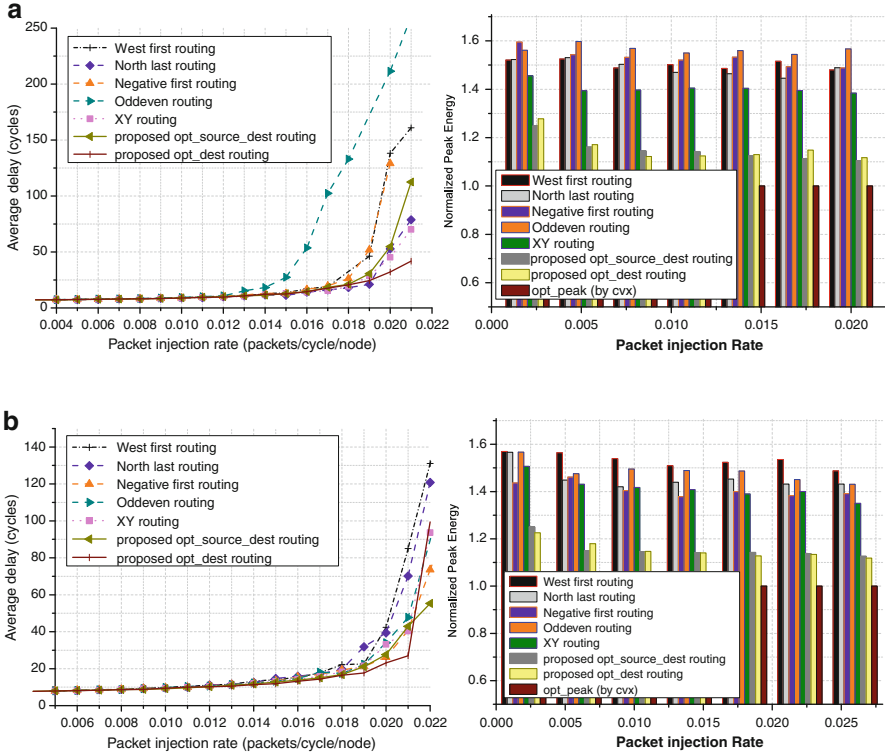 a
250
200
150
100
50
0
Average delay (cycles)
West first routing
North last routing
Negative first routing
Oddeven routing
XY routing
proposed opt_source_dest routing
proposed opt_dest routing
0.004 0.006 0.008 0.010 0.012 0.014 0.016 0.018 0.020 0.022
Packet injection rate (packets/cycle/node)
1.6
1.4
1.2
1.0
0.8
0.6
Normalized Peak Energy
West first routing
North last routing
Negative first routing
Oddeven routing
XY routing
proposed opt_source_dest routing
proposed opt_dest routing
opt_peak (by cvx)
0.000 0.005 0.010 0.015 0.020
Packet injection Rate
b
140
120
100
80
60
40
20
0
Average delay (cycles)
West first routing
North last routing
Negative first routing
Oddeven routing
XY routing
proposed opt_source_dest routing
proposed opt_dest routing
0.006 0.008 0.010 0.012 0.014 0.016 0.018 0.020 0.022
Packet injection rate (packets/cycle/node)
1.6
1.4
1.2
1.0
0.8
0.6
Normalized Peak Energy
West first routing
North last routing
Negative first routing
Oddeven routing
XY routing
proposed opt_source_dest routing
proposed opt_dest routing
opt_peak (by cvx)
0.000 0.005 0.010 0.015 0.020 0.025
Packet injection Rate